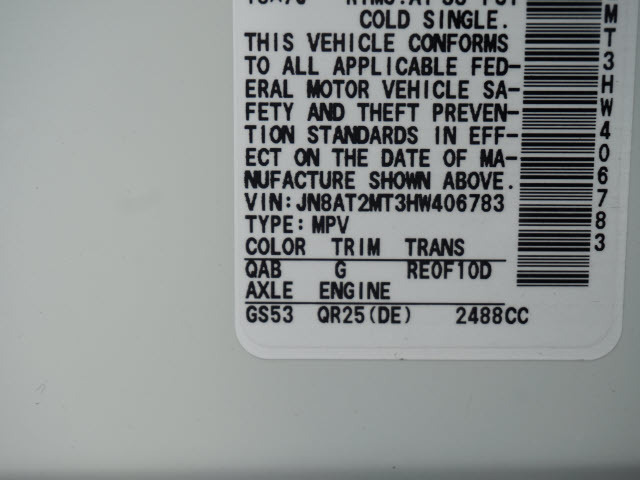 COLD SINGLE.
THIS VEHICLE CONFORMS
TO ALL APPLICABLE FED-
ERAL MOTOR VEHICLE SA-
FETY AND THEFT PREVEN-
TION STANDARDS IN EFF-
ECT ON THE DATE OF MA-
NUFACTURE SHOWN ABOVE.
VIN: JN8AT2MT3HW406783
TYPE: MPV
COLOR TRIM TRANS
QAB G RE0F10D
AXLE ENGINE
GS53 QR25(DE) 2488CC
MT3HW406783